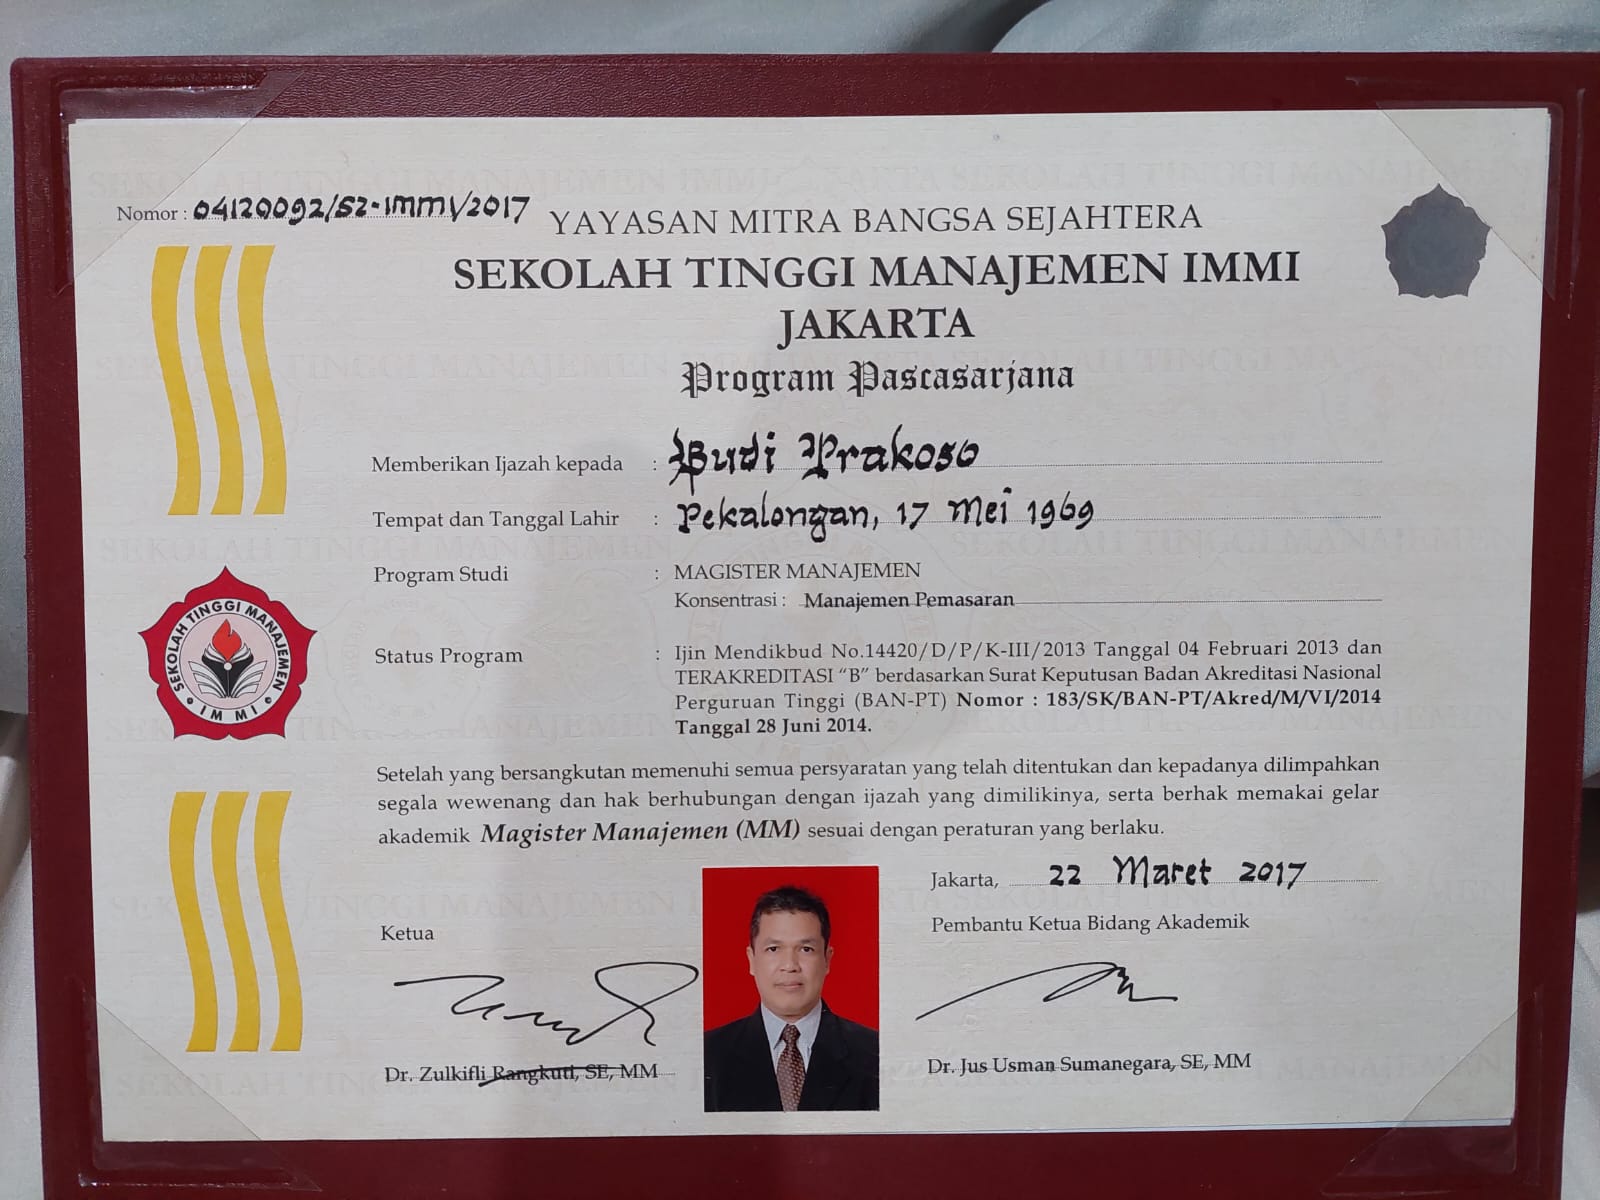 Nomor : 04120092/S2-IMMI/2017
YAYASAN MITRA BANGSA SEJAHTERA
SEKOLAH TINGGI MANAJEMEN IMMI
JAKARTA
Program Pascasarjana
Memberikan Ijazah kepada : Budi Prakoso
Tempat dan Tanggal Lahir : Pekalongan, 17 Mei 1969
Program Studi : MAGISTER MANAJEMEN
Konsentrasi : Manajemen Pemasaran
SEKOLAH TINGGI MANAJEMEN
IMMI
Status Program : Ijin Mendikbud No.14420/D/P/K-III/2013 Tanggal 04 Februari 2013 dan
TERAKREDITASI “B” berdasarkan Surat Keputusan Badan Akreditasi Nasional
Perguruan Tinggi (BAN-PT) Nomor : 183/SK/BAN-PT/Akred/M/VI/2014
Tanggal 28 Juni 2014.
Setelah yang bersangkutan memenuhi semua persyaratan yang telah ditentukan dan kepadanya dilimpahkan
segala wewenang dan hak berhubungan dengan ijazah yang dimilikinya, serta berhak memakai gelar
akademik Magister Manajemen (MM) sesuai dengan peraturan yang berlaku.
Jakarta, 22 Maret 2017
Ketua
Pembantu Ketua Bidang Akademik
Dr. Zulkifli Rangkuti, SE, MM
Dr. Jus Usman Sumanegara, SE, MM